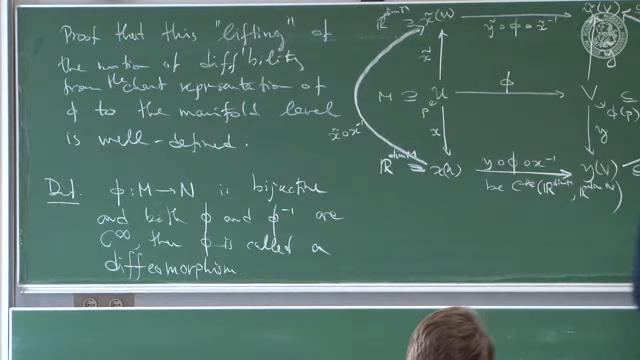 Proof that this "lifting" of
the notion of diff'bility
from the chart representation of
ϕ to the manifold level
is well-defined.
Def. ϕ: M → N is bijective
and both ϕ and ϕ⁻¹ are
C^∞, then ϕ is called a
diffeomorphism.
ℝ^dim M ⊇ x̃(U) ỹ∘ϕ∘x̃⁻¹ ỹ(V)
x̃
M ⊇ U ϕ V ⊆
p ϕ(p)
x̃∘x⁻¹ x y
ℝ^dim M ⊇ x(U) y∘ϕ∘x⁻¹ y(V) ⊆